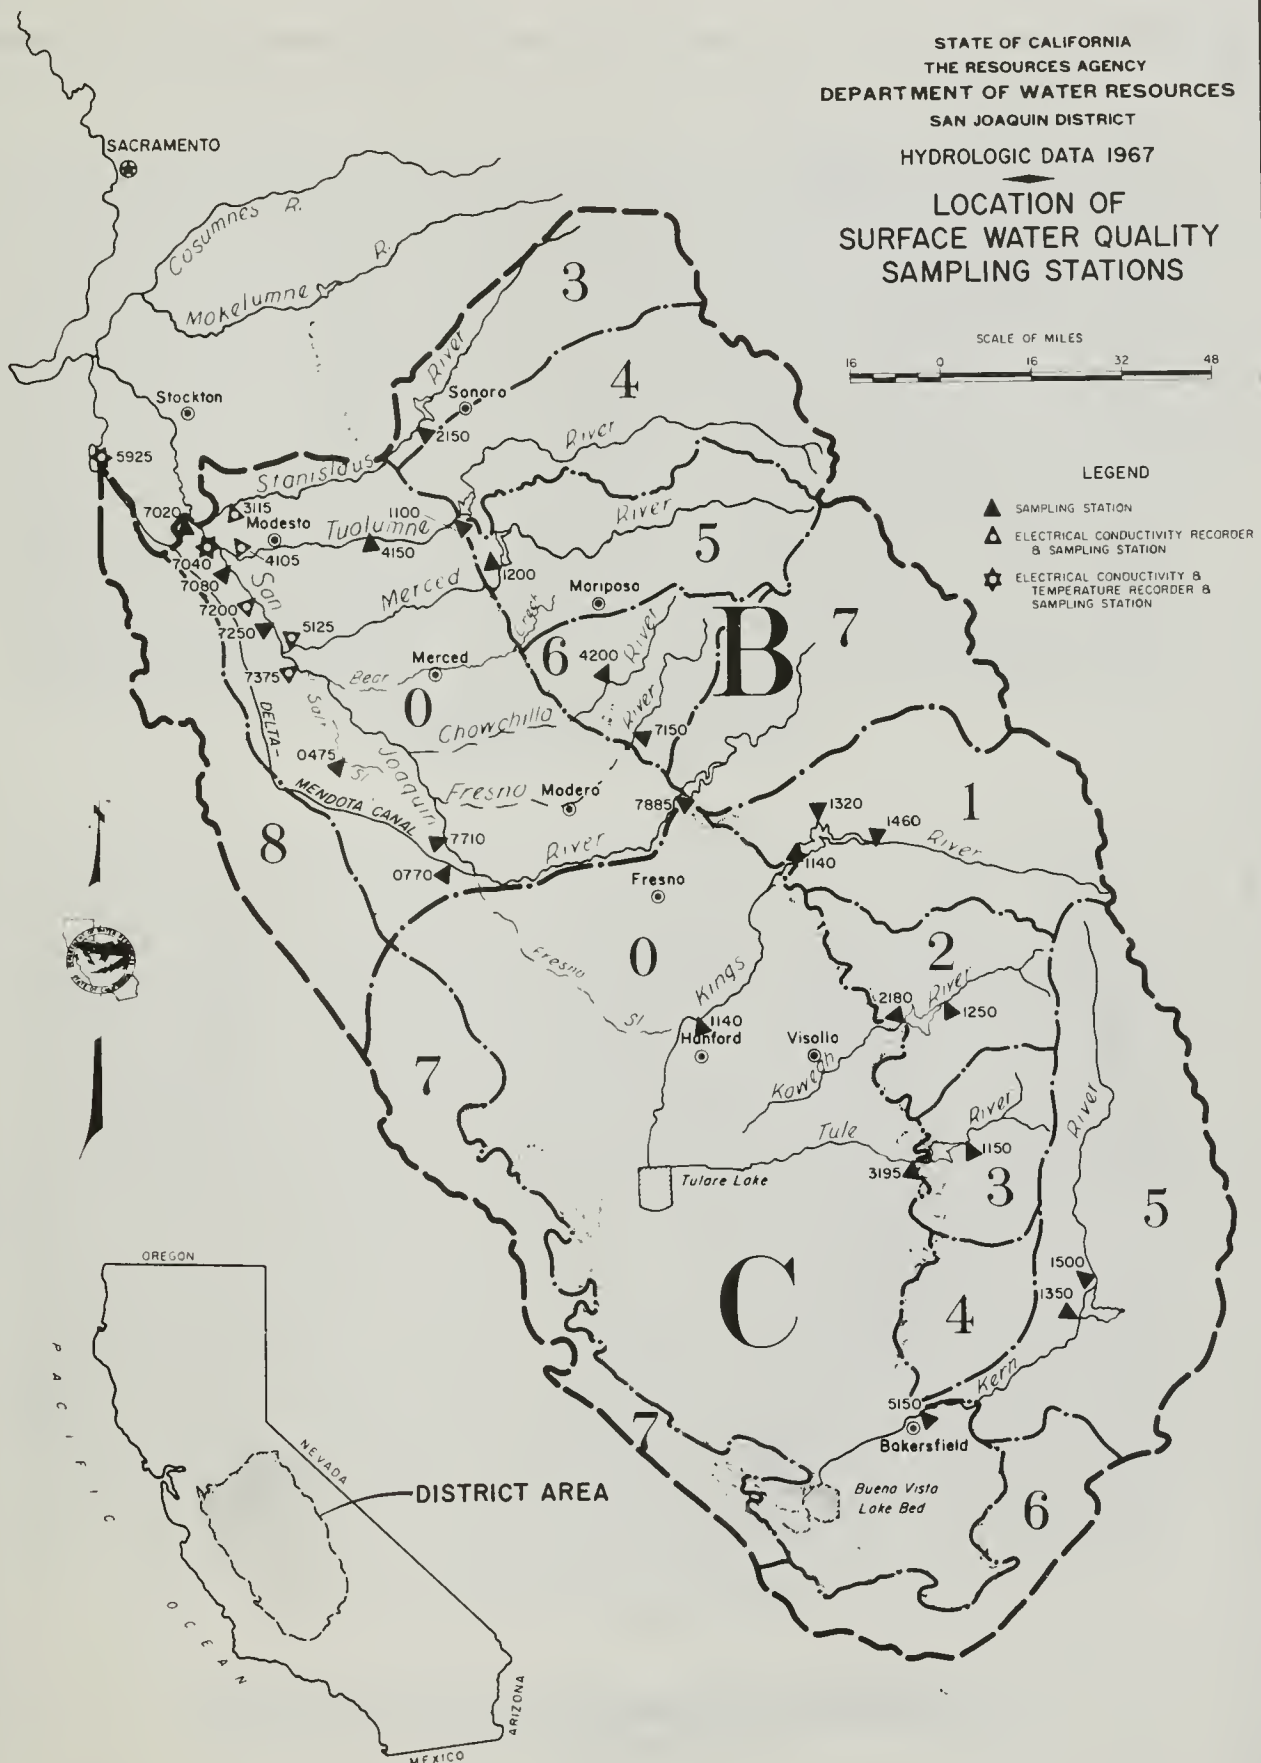 STATE OF CALIFORNIA
THE RESOURCES AGENCY
DEPARTMENT OF WATER RESOURCES
SAN JOAQUIN DISTRICT
HYDROLOGIC DATA 1967
LOCATION OF
SURFACE WATER QUALITY
SAMPLING STATIONS
SCALE OF MILES
16 0 16 32 48
LEGEND
SAMPLING STATION
ELECTRICAL CONDUCTIVITY RECORDER
& SAMPLING STATION
ELECTRICAL CONDUCTIVITY &
TEMPERATURE RECORDER &
SAMPLING STATION
SACRAMENTO
Cosumnes R.
Mokelumne R.
3
River
4
Stockton
Sonora
2150
River
5925
Stanislaus
3115
7020
Modesto
Tuolumne
1100
River
5
4150
4105
7040
1200
7080
San
Merced
Mariposa
7200
Creek
B
7
7250
5125
6
4200
River
Merced
7375
Bear
0
San
Chowchilla
River
7150
DELTA-
0475
Sl
Joaquin
MENDOTA CANAL
Fresno
Madera
7885
1
1320
1460
8
7710
River
River
1140
0770
Fresno
0
2
Fresno
Kings
2180
River
1250
Sl
1140
Hanford
Visalia
7
Kaweah
River
River
Tule
1150
3195
3
Tulare Lake
5
C
1500
1350
4
OREGON
Kern
5150
Bakersfield
7
NEVADA
DISTRICT AREA
Buena Vista
Lake Bed
6
PACIFIC
OCEAN
ARIZONA
MEXICO